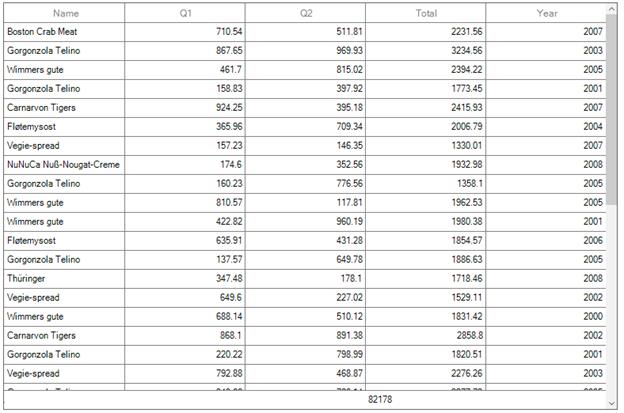 Name Q1 Q2 Total Year
Boston Crab Meat 710.54 511.81 2231.56 2007
Gorgonzola Telino 867.65 969.93 3234.56 2003
Wimmers gute 461.7 815.02 2394.22 2005
Gorgonzola Telino 158.83 397.92 1773.45 2001
Carnarvon Tigers 924.25 395.18 2415.93 2007
Fløtemysost 365.96 709.34 2006.79 2004
Vegie-spread 157.23 146.35 1330.01 2007
NuNuCa Nuß-Nougat-Creme 174.6 352.56 1932.98 2008
Gorgonzola Telino 160.23 776.56 1358.1 2005
Wimmers gute 810.57 117.81 1962.53 2005
Wimmers gute 422.82 960.19 1980.38 2001
Fløtemysost 635.91 431.28 1854.57 2006
Gorgonzola Telino 137.57 649.78 1886.63 2005
Thüringer 347.48 178.1 1718.46 2008
Vegie-spread 649.6 227.02 1529.11 2002
Wimmers gute 688.14 510.12 1831.42 2000
Carnarvon Tigers 868.1 891.38 2858.8 2002
Gorgonzola Telino 220.22 798.99 1820.51 2001
Vegie-spread 792.88 468.87 2276.26 2003
82178